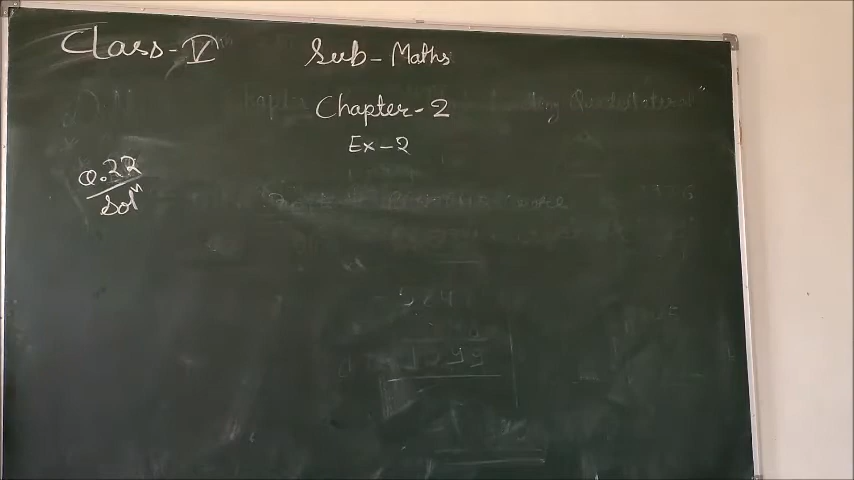 Class-V Sub-Maths
Chapter-2
Ex-2
Q.22
Solⁿ